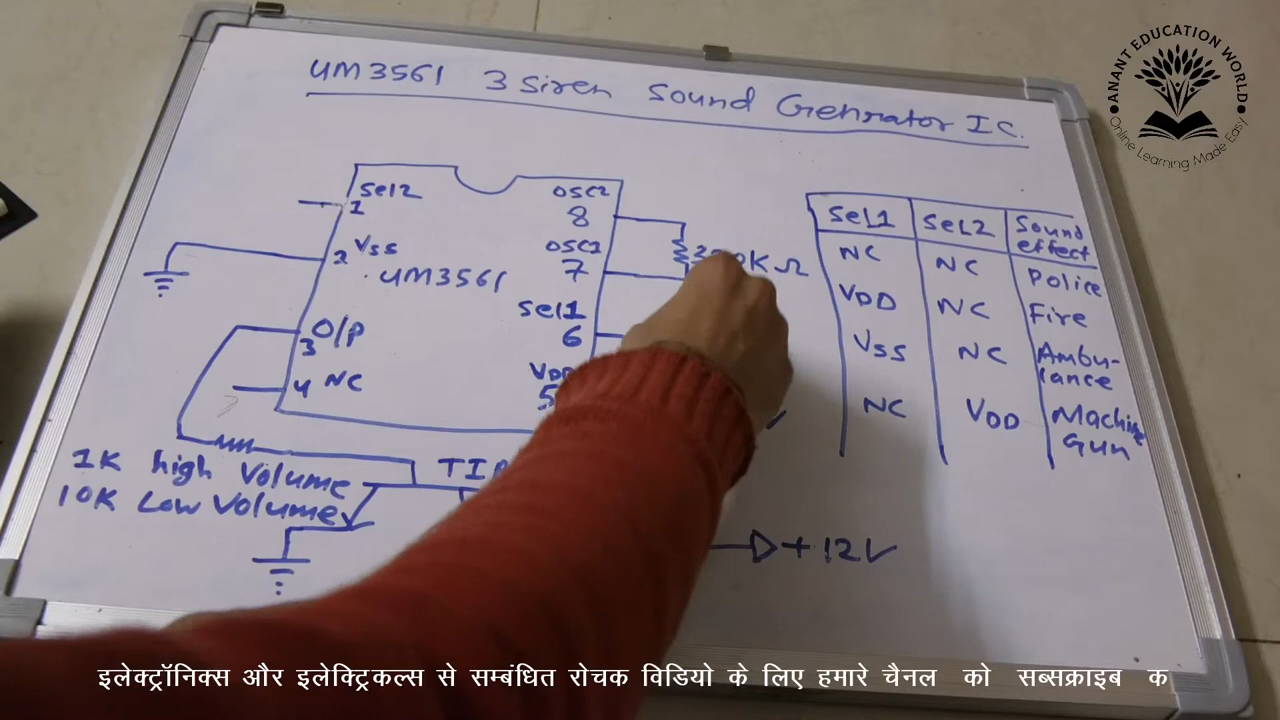 UM3561 3 Siren Sound Genrator IC.
ANANT EDUCATION WORLD
Online Learning Made Easy
Sel2
1
OSC2
8
2 VSS
OSC1
7
UM3561
KΩ
Sel1
6
O/P
3
4 NC
VDD
5
1K high Volume
10K Low Volume
+12V
SeL1 SeL2 Sound effect
NC NC Police
VDD NC Fire
VSS NC Ambu-
lance
NC VDD Machine
Gun
इलेक्ट्रॉनिक्स और इलेक्ट्रिकल्स से सम्बंधित रोचक विडियो के लिए हमारे चैनल को सब्सक्राइब क